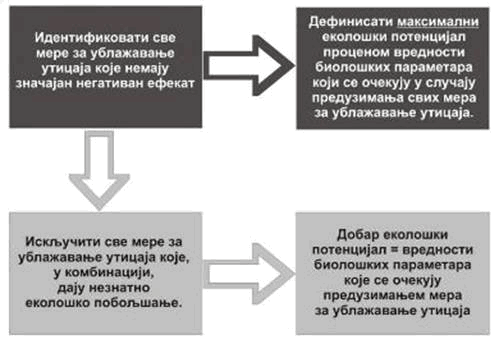 Идентификовати све
мере за ублажавање
утицаја које немају
значајан негативан ефекат
Дефинисати максимални
еколошки потенцијал
проценом вредности
биолошких параметара
који се очекују у случају
предузимања свих мера
за ублажавање утицаја.
Искључити све мере за
ублажавање утицаја које,
у комбинацији,
дају незнатно
еколошко побољшање.
Добар еколошки
потенцијал = вредности
биолошких параметара
које се очекују
предузимањем мера
за ублажавање утицаја